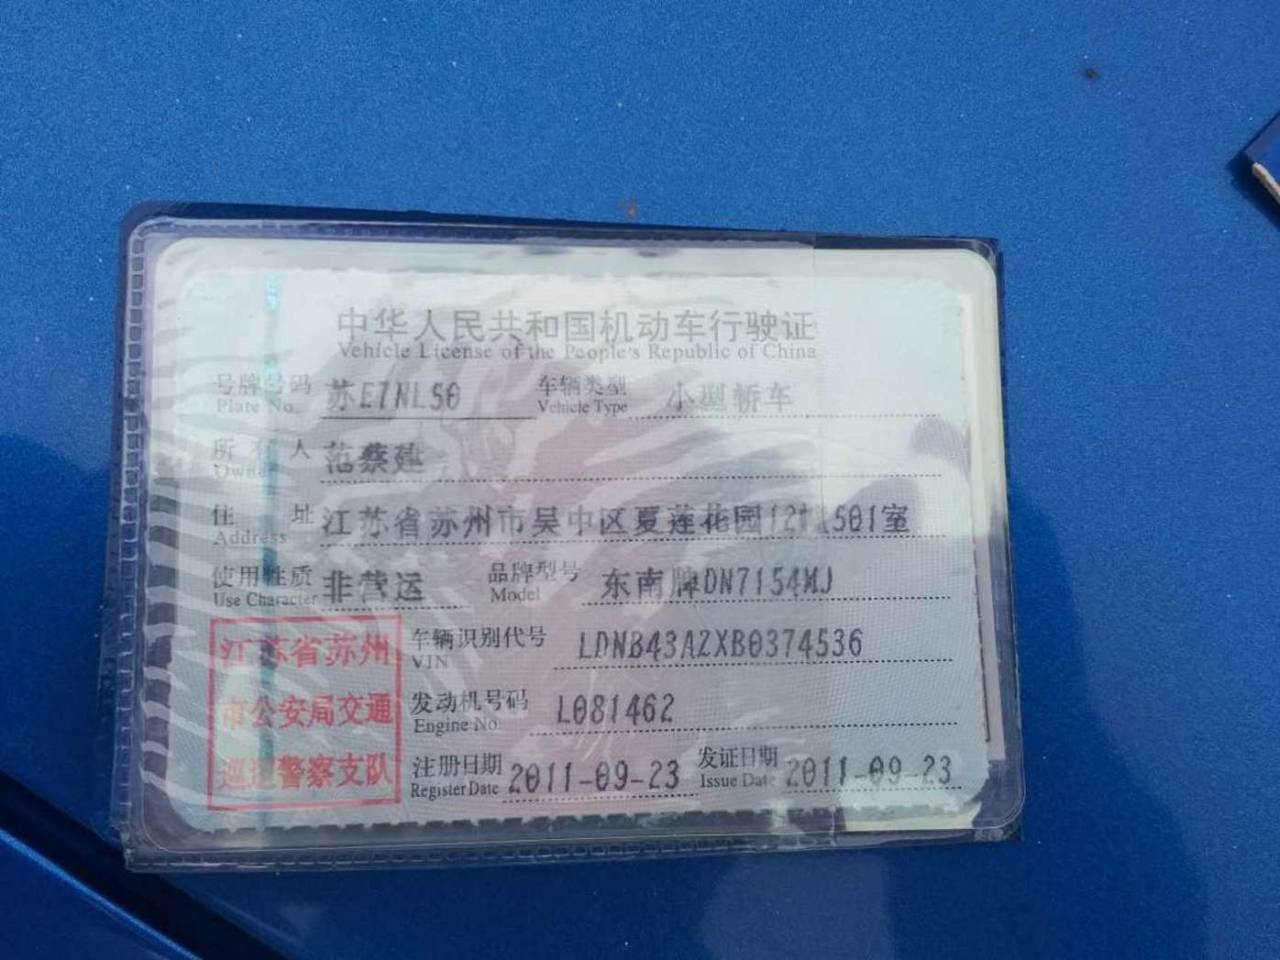 中华人民共和国机动车行驶证
Vehicle License of the People's Republic of China
号牌号码 苏E7NL50 车辆类型 小型轿车
Plate No. Vehicle Type
所有人 范蔡建
Owner
住址 江苏省苏州市吴中区夏莲花园12 501室
Address
使用性质 非营运 品牌型号 东南牌DN7154MJ
Use Character Model
江苏省苏州
市公安局交通
巡逻警察支队
车辆识别代号 LDNB43A2XB0374536
VIN
发动机号码 L081462
Engine No.
注册日期 2011-09-23 发证日期 2011-09-23
Register Date Issue Date